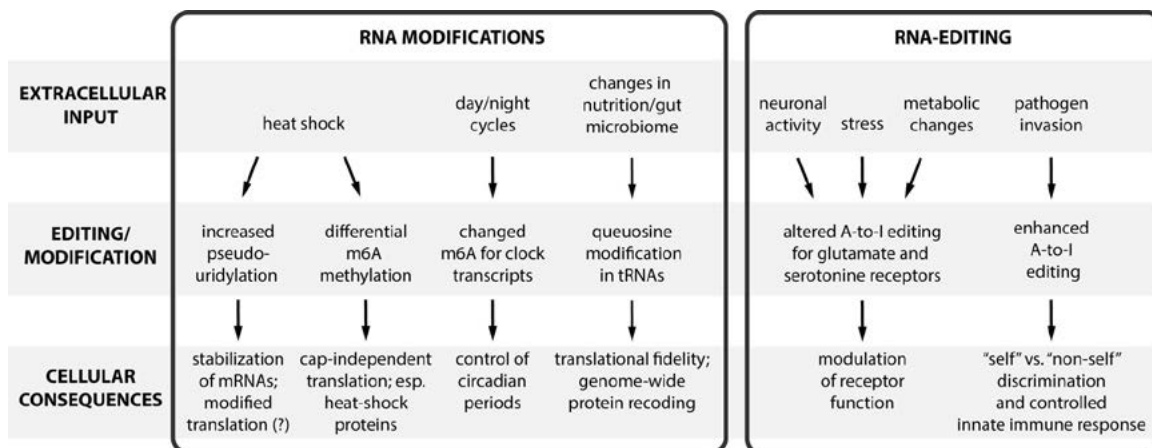 RNA MODIFICATIONS
RNA-EDITING
EXTRACELLULAR
INPUT
heat shock
day/night
cycles
changes in
nutrition/gut
microbiome
neuronal
activity
stress
metabolic
changes
pathogen
invasion
EDITING/
MODIFICATION
increased
pseudo-
uridylation
differential
m6A
methylation
changed
m6A for clock
transcripts
queuosine
modification
in tRNAs
altered A-to-I editing
for glutamate and
serotonine receptors
enhanced
A-to-I
editing
CELLULAR
CONSEQUENCES
stabilization
of mRNAs;
modified
translation (?)
cap-independent
translation; esp.
heat-shock
proteins
control of
circadian
periods
translational fidelity;
genome-wide
protein recoding
modulation
of receptor
function
“self” vs. “non-self”
discrimination
and controlled
innate immune response